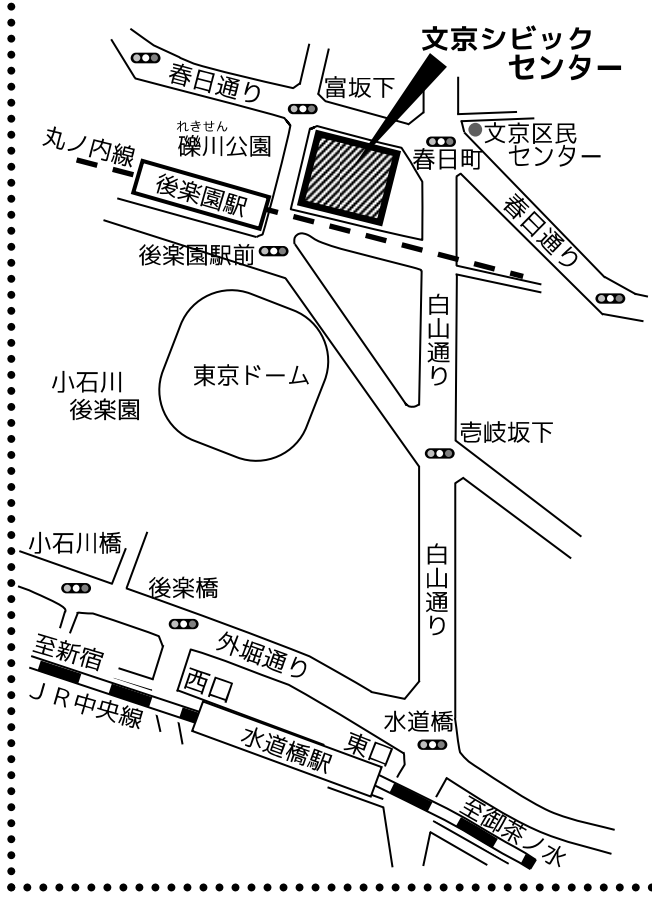 文京シビック
センター
春日通り
富坂下
れきせん
礫川公園
丸ノ内線
後楽園駅
春日町
文京区民
センター
春日通り
後楽園駅前
白山通り
東京ドーム
小石川
後楽園
壱岐坂下
小石川橋
後楽橋
白山通り
外堀通り
至新宿
西口
ＪＲ中央線
水道橋
東口
水道橋駅
至御茶ノ水